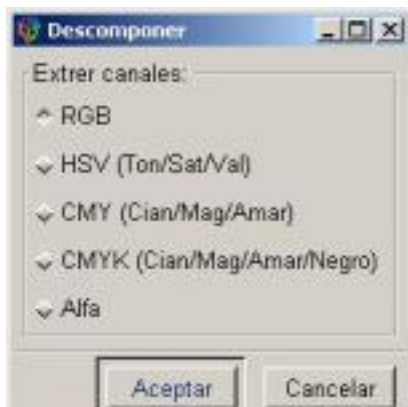 Descomponer
Extrer canales:
RGB
HSV (Ton/Sat/Val)
CMY (Cian/Mag/Amar)
CMYK (Cian/Mag/Amar/Negro)
Alfa
Aceptar Cancelar